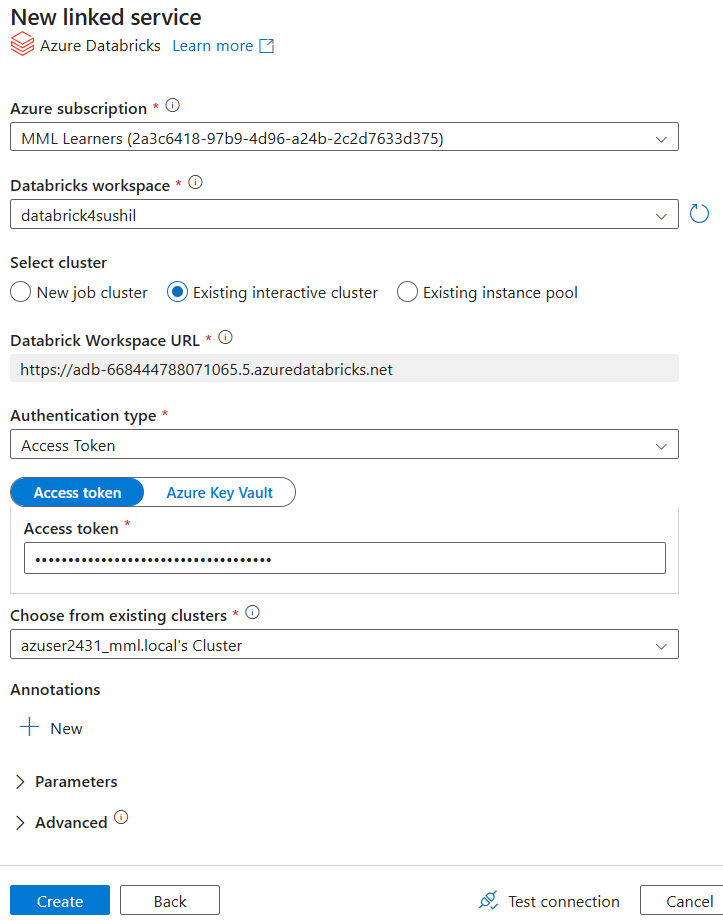 New linked service
Azure Databricks Learn more
Azure subscription *
MML Learners (2a3c6418-97b9-4d96-a24b-2c2d7633d375)
Databricks workspace *
databrick4sushil
Select cluster
New job cluster Existing interactive cluster Existing instance pool
Databrick Workspace URL *
https://adb-668444788071065.5.azuredatabricks.net
Authentication type *
Access Token
Access token Azure Key Vault
Access token *
••••••••••••••••••••••••••••••••••••
Choose from existing clusters *
azuser2431_mml.local's Cluster
Annotations
New
Parameters
Advanced
Create Back Test connection Cancel